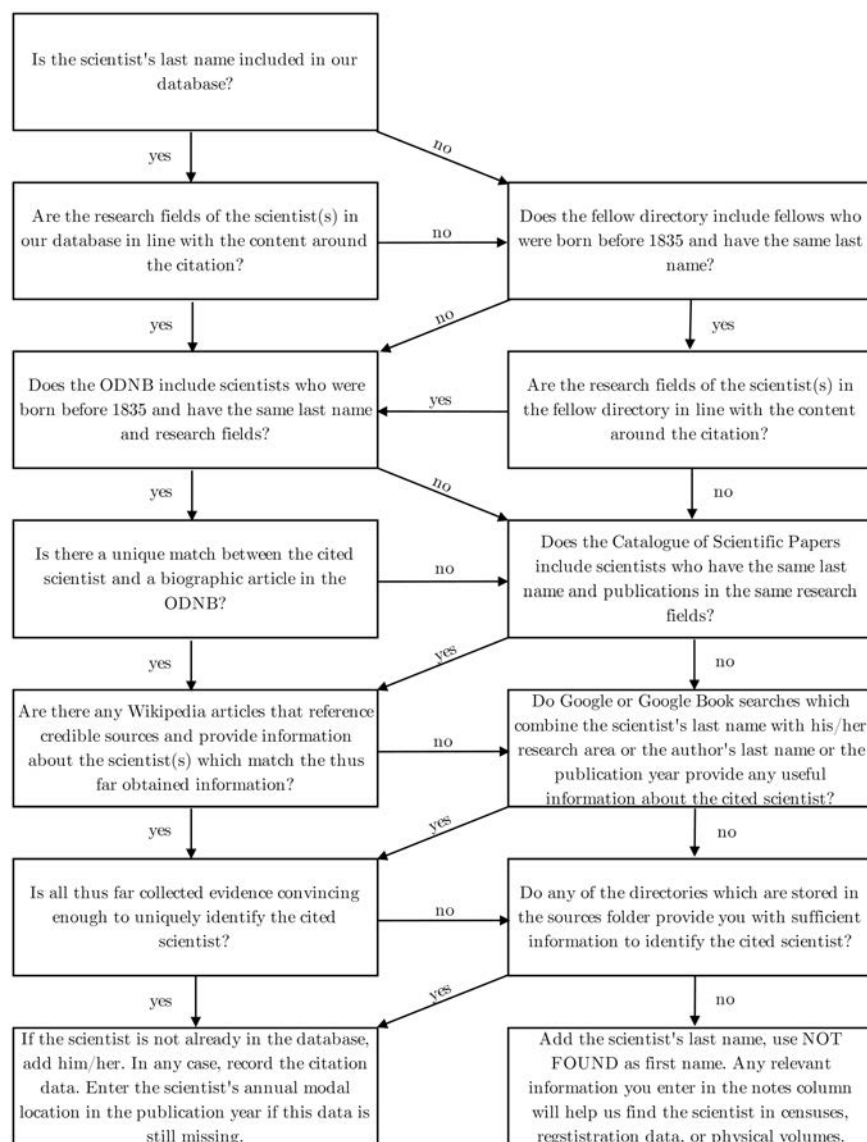 Is the scientist's last name included in our
database?
yes
no
Are the research fields of the scientist(s) in
our database in line with the content around
the citation?
no
Does the fellow directory include fellows who
were born before 1835 and have the same last
name?
yes
no
yes
Does the ODNB include scientists who were
born before 1835 and have the same last name
and research fields?
yes
Are the research fields of the scientist(s) in
the fellow directory in line with the content
around the citation?
yes
no
no
Is there a unique match between the cited
scientist and a biographic article in the
ODNB?
no
Does the Catalogue of Scientific Papers
include scientists who have the same last
name and publications in the same research
fields?
yes
yes
no
Are there any Wikipedia articles that reference
credible sources and provide information
about the scientist(s) which match the thus
far obtained information?
no
Do Google or Google Book searches which
combine the scientist's last name with his/her
research area or the author's last name or the
publication year provide any useful
information about the cited scientist?
yes
yes
no
Is all thus far collected evidence convincing
enough to uniquely identify the cited
scientist?
no
Do any of the directories which are stored in
the sources folder provide you with sufficient
information to identify the cited scientist?
yes
yes
no
If the scientist is not already in the database,
add him/her. In any case, record the citation
data. Enter the scientist's annual modal
location in the publication year if this data is
still missing.
Add the scientist's last name, use NOT
FOUND as first name. Any relevant
information you enter in the notes column
will help us find the scientist in censuses,
regstistration data, or physical volumes.